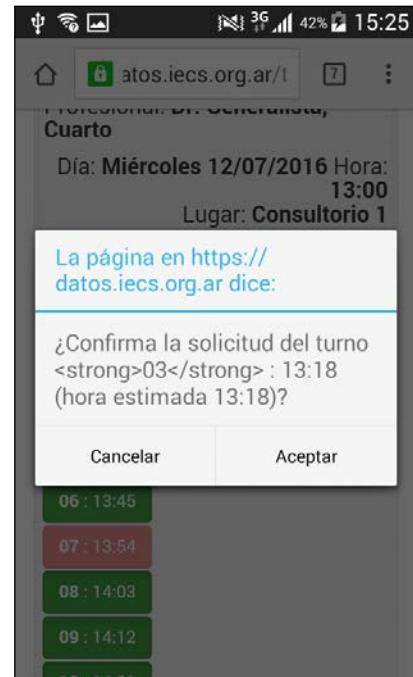 3G 42% 15:25
atos.iecs.org.ar/t 7
Profesional: Dr. Generalista,
Cuarto
Día: Miércoles 12/07/2016 Hora:
13:00
Lugar: Consultorio 1
La página en https://
datos.iecs.org.ar dice:
¿Confirma la solicitud del turno
<strong>03</strong> : 13:18
(hora estimada 13:18)?
Cancelar Aceptar
06 : 13:45
07 : 13:54
08 : 14:03
09 : 14:12